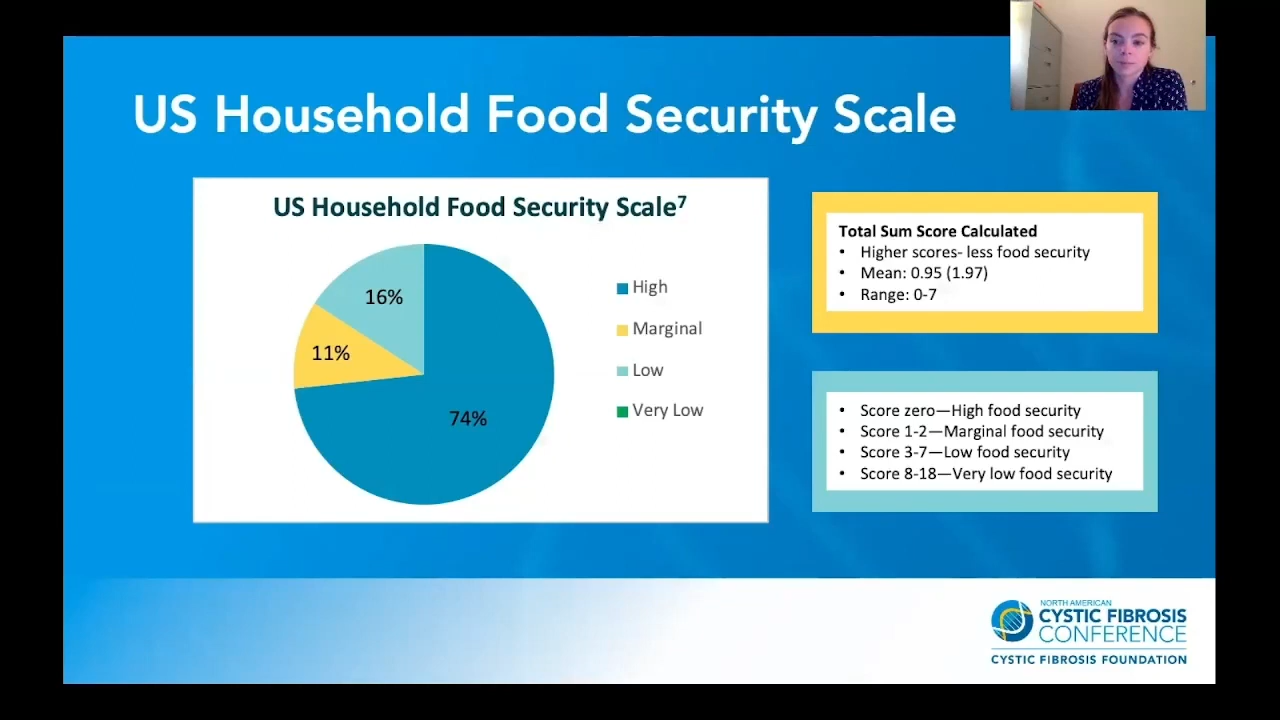 US Household Food Security Scale
US Household Food Security Scale⁷
16%
11%
74%
High
Marginal
Low
Very Low
Total Sum Score Calculated
• Higher scores- less food security
• Mean: 0.95 (1.97)
• Range: 0-7
• Score zero—High food security
• Score 1-2—Marginal food security
• Score 3-7—Low food security
• Score 8-18—Very low food security
NORTH AMERICAN
CYSTIC FIBROSIS
CONFERENCE
CYSTIC FIBROSIS FOUNDATION